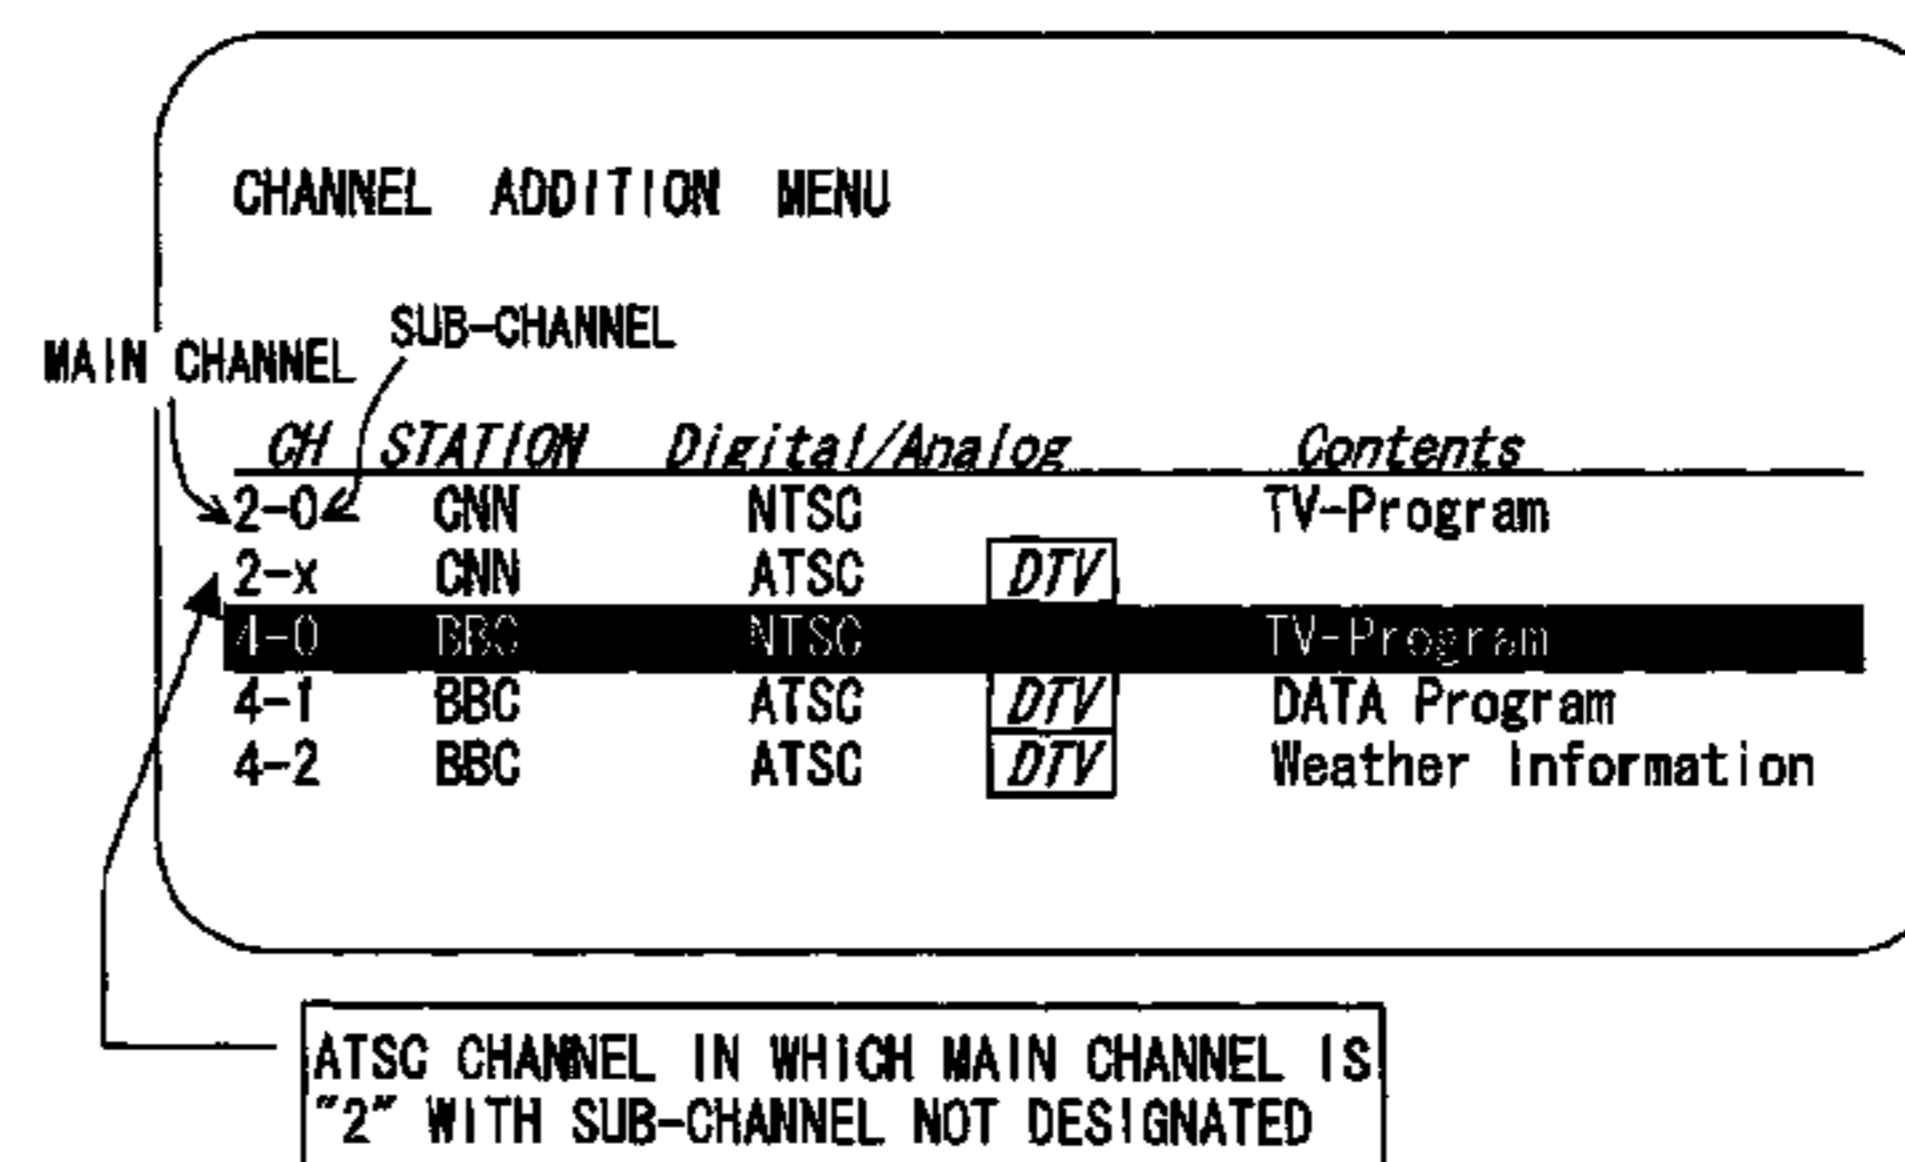 CHANNEL ADDITION MENU
SUB-CHANNEL
MAIN CHANNEL
CH STATION Digital/Analog Contents
2-0 CNN NTSC TV-Program
2-x CNN ATSC DTV
4-0 BBC NTSC TV-Program
4-1 BBC ATSC DTV DATA Program
4-2 BBC ATSC DTV Weather Information
ATSC CHANNEL IN WHICH MAIN CHANNEL IS
"2" WITH SUB-CHANNEL NOT DESIGNATED